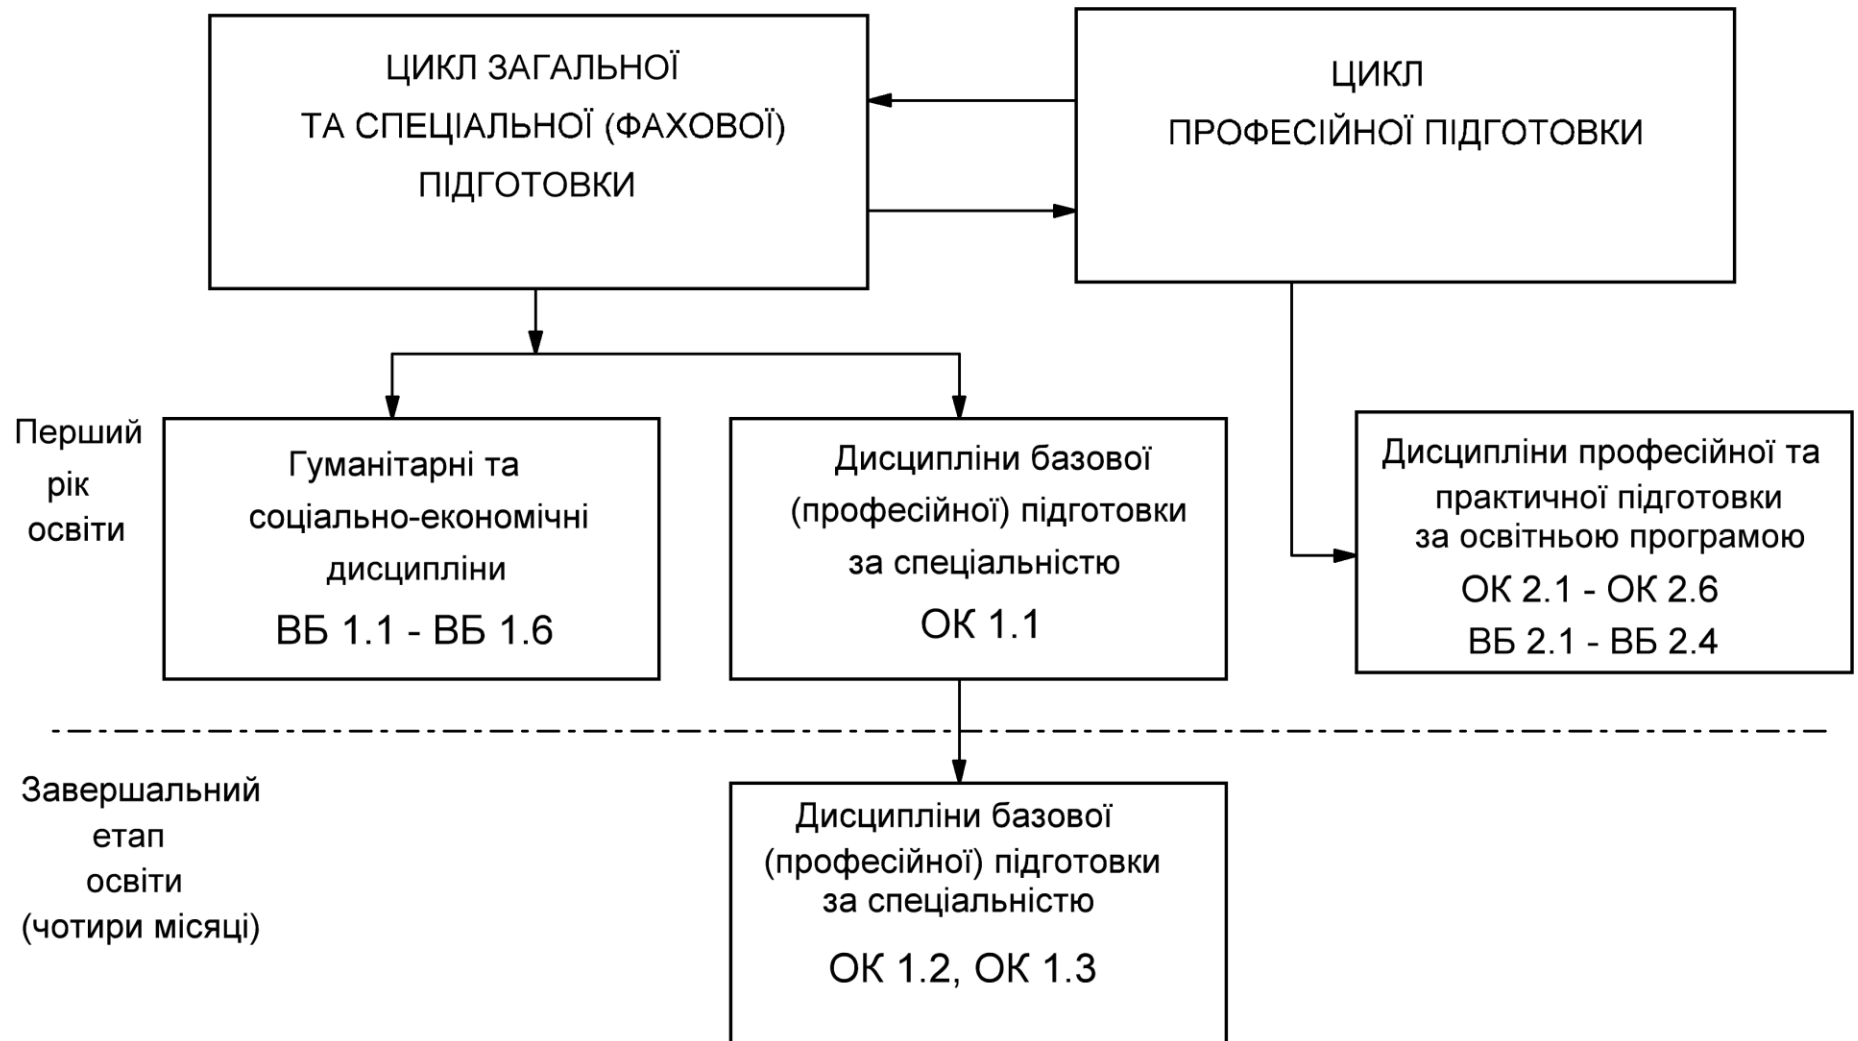 ЦИКЛ ЗАГАЛЬНОЇ
ТА СПЕЦІАЛЬНОЇ (ФАХОВОЇ)
ПІДГОТОВКИ
ЦИКЛ
ПРОФЕСІЙНОЇ ПІДГОТОВКИ
Перший
рік
освіти
Гуманітарні та
соціально-економічні
дисципліни
ВБ 1.1 - ВБ 1.6
Дисципліни базової
(професійної) підготовки
за спеціальністю
ОК 1.1
Дисципліни професійної та
практичної підготовки
за освітньою програмою
ОК 2.1 - ОК 2.6
ВБ 2.1 - ВБ 2.4
Завершальний
етап
освіти
(чотири місяці)
Дисципліни базової
(професійної) підготовки
за спеціальністю
ОК 1.2, ОК 1.3